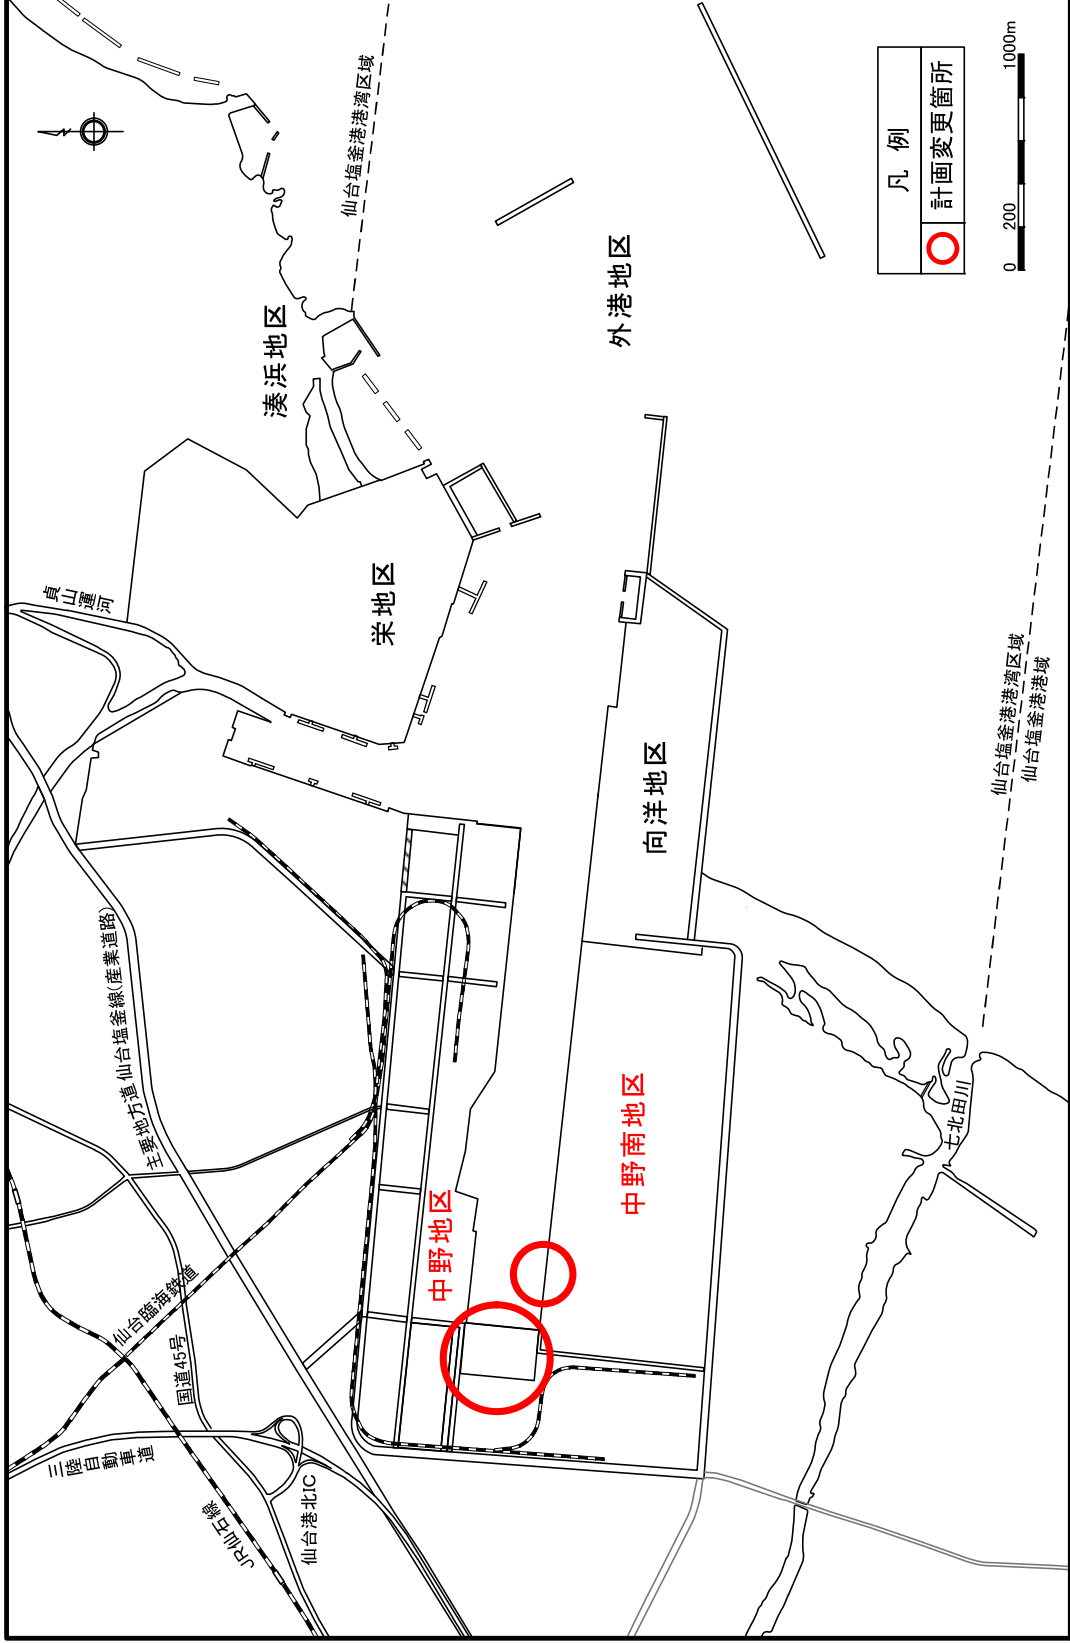 三陸自動車道
JR仙石線
仙台港北IC
国道45号
仙台臨海鉄道
主要地方道 仙台塩釜線(産業道路)
貞山運河
中野地区
中野南地区
栄地区
向洋地区
湊浜地区
外港地区
仙台塩釜港港湾区域
仙台塩釜港港湾区域
仙台塩釜港港域
七北田川
凡 例
計画変更箇所
0 200 1000m